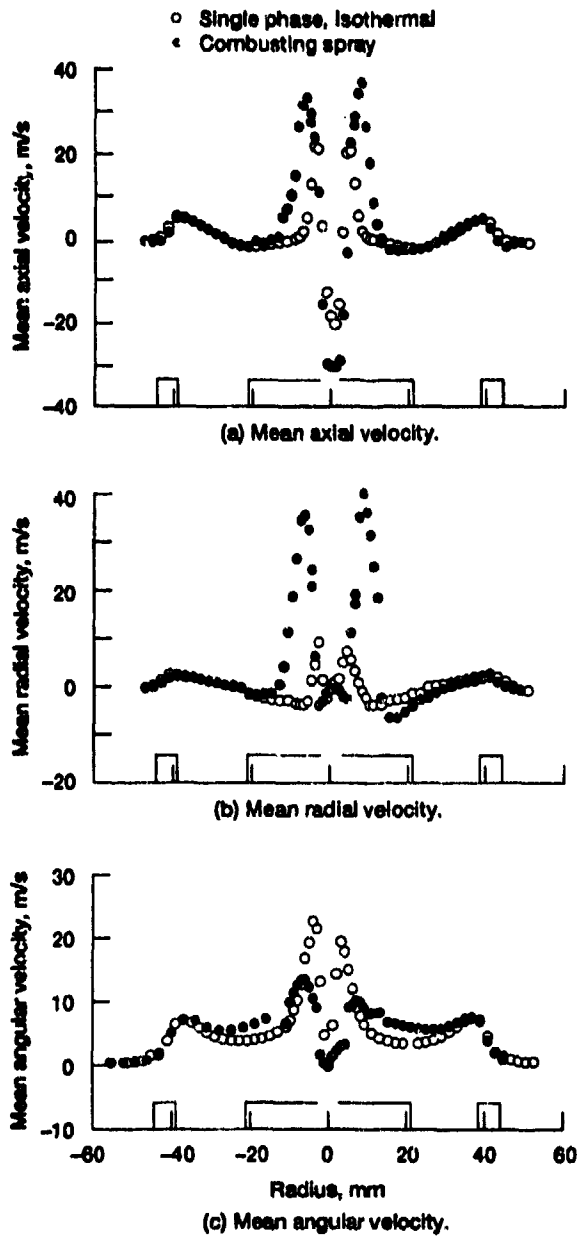 Single phase, isothermal
Combusting spray
40
20
0
−20
−40
Mean axial velocity, m/s
(a) Mean axial velocity.
40
20
0
−20
Mean radial velocity, m/s
(b) Mean radial velocity.
30
20
10
0
−10
Mean angular velocity, m/s
−60 −40 −20 0 20 40 60
Radius, mm
(c) Mean angular velocity.